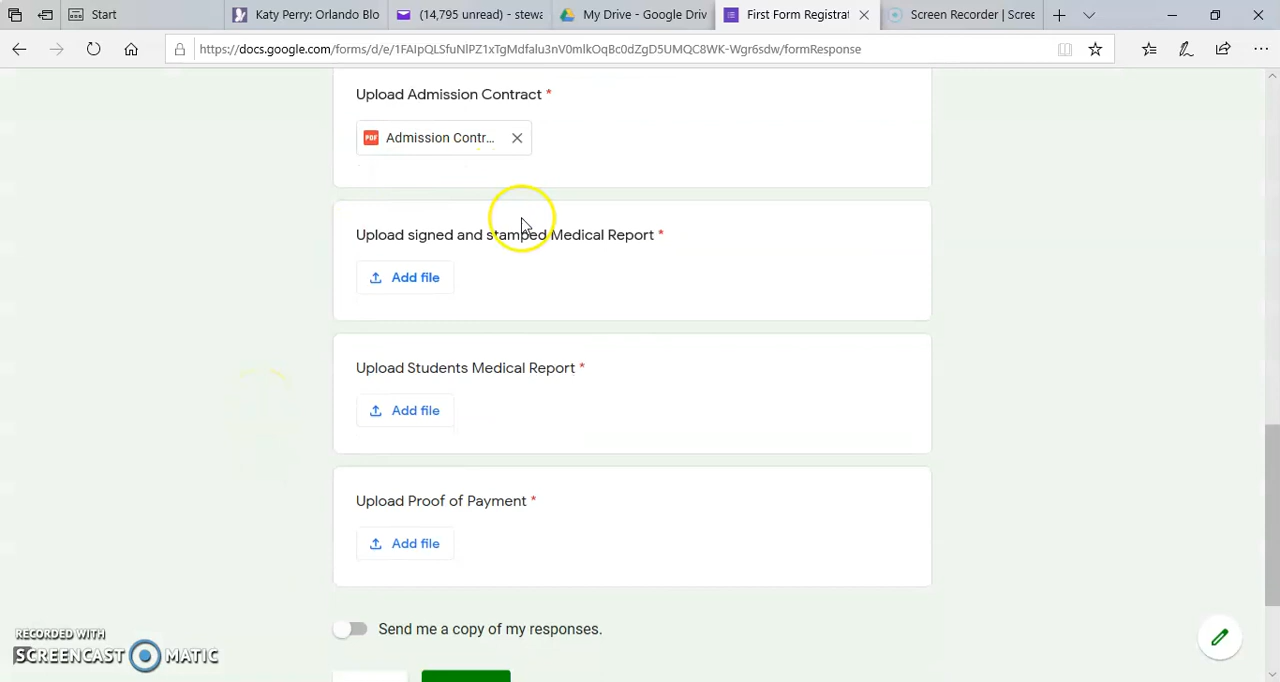 Start
Katy Perry: Orlando Blo
(14,795 unread) - stewa
My Drive - Google Driv
First Form Registrat
Screen Recorder | Scree
https://docs.google.com/forms/d/e/1FAIpQLSfuNlPZ1xTgMdfalu3nV0mlkOqBc0dZgD5UMQC8WK-Wgr6sdw/formResponse
Upload Admission Contract *
PDF Admission Contr...
Upload signed and stamped Medical Report *
Add file
Upload Students Medical Report *
Add file
Upload Proof of Payment *
Add file
Send me a copy of my responses.
RECORDED WITH
SCREENCAST MATIC